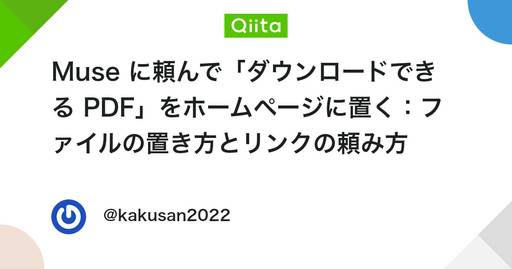 Qiita
Muse に頼んで「ダウンロードでき
る PDF」をホームページに置く：フ
ァイルの置き方とリンクの頼み方
@kakusan2022